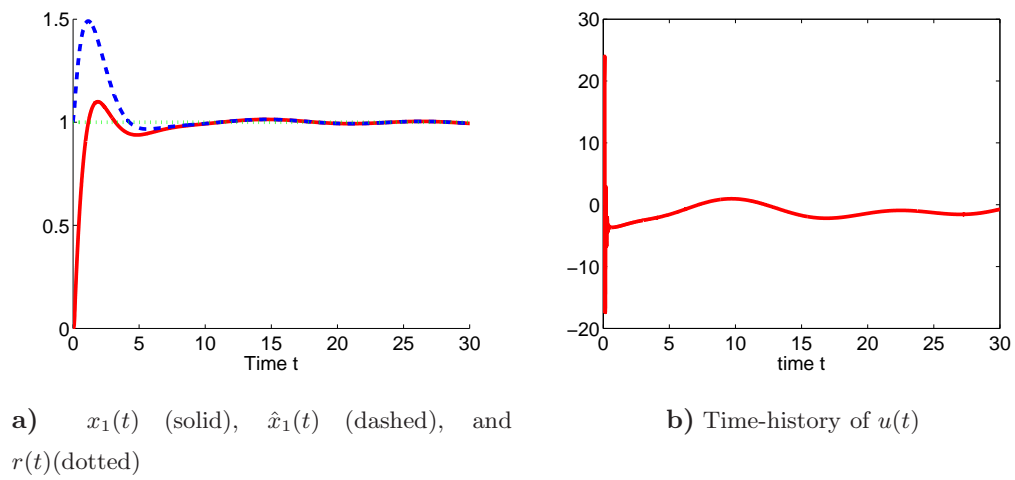 1.5
1
0.5
0
0 5 10 15 20 25 30
Time t
30
20
10
0
−10
−20
0 5 10 15 20 25 30
time t
a) x₁(t) (solid), x̂₁(t) (dashed), and
r(t)(dotted)
b) Time-history of u(t)